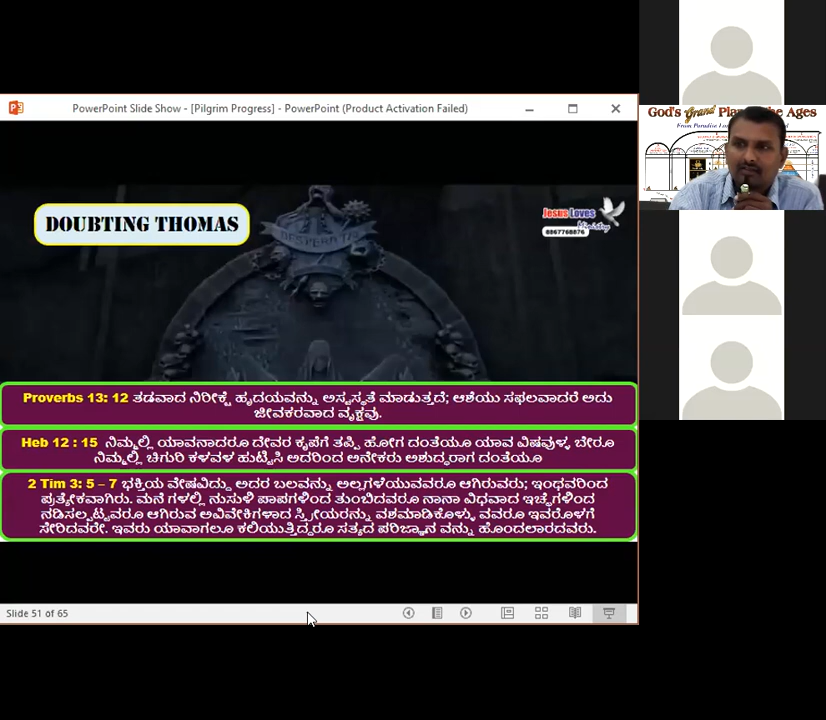 PowerPoint Slide Show - [Pilgrim Progress] - PowerPoint (Product Activation Failed)
God's Grand Plan the Ages
DOUBTING THOMAS
DESPERATIO
Jesus Loves
Ministry
8867768876
Proverbs 13: 12 ತಡವಾದ ನಿರೀಕ್ಷೆ ಹೃದಯವನ್ನು ಅಸ್ವಸ್ಥತೆ ಮಾಡುತ್ತದೆ; ಆಶೆಯು ಸಫಲವಾದರೆ ಅದು
ಜೀವಕರವಾದ ವೃಕ್ಷವು.
Heb 12 : 15 ನಿಮ್ಮಲ್ಲಿ ಯಾವನಾದರೂ ದೇವರ ಕೃಪೆಗೆ ತಪ್ಪಿ ಹೋಗ ದಂತೆಯೂ ಯಾವ ವಿಷವುಳ್ಳ ಬೇರೂ
ನಿಮ್ಮಲ್ಲಿ ಚಿಗುರಿ ಕಳವಳ ಹುಟ್ಟಿಸಿ ಅದರಿಂದ ಅನೇಕರು ಅಶುದ್ಧರಾಗ ದಂತೆಯೂ
2 Tim 3: 5 – 7 ಭಕ್ತಿಯ ವೇಷವಿದ್ದು ಅದರ ಬಲವನ್ನು ಅಲ್ಲಗಳೆಯುವವರೂ ಆಗಿರುವರು; ಇಂಥವರಿಂದ
ಪ್ರತ್ಯೇಕವಾಗಿರು. ಮನೆ ಗಳಲ್ಲಿ ನುಸುಳಿ ಪಾಪಗಳಿಂದ ತುಂಬಿದವರೂ ನಾನಾ ವಿಧವಾದ ಇಚ್ಛೆಗಳಿಂದ
ನಡಿಸಲ್ಪಟ್ಟವರೂ ಆಗಿರುವ ಅವಿವೇಕಿಗಳಾದ ಸ್ತ್ರೀಯರನ್ನು ವಶಮಾಡಿಕೊಳ್ಳು ವವರೂ ಇವರೊಳಗೆ
ಸೇರಿದವರೇ. ಇವರು ಯಾವಾಗಲೂ ಕಲಿಯುತ್ತಿದ್ದರೂ ಸತ್ಯದ ಪರಿಜ್ಞಾನ ವನ್ನು ಹೊಂದಲಾರದವರು.
Slide 51 of 65